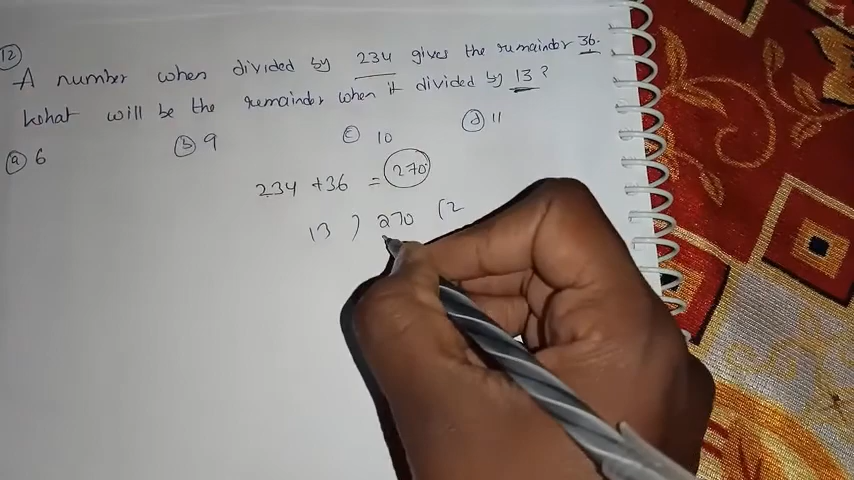 12
A number when divided by 234 gives the remainder 36.
What will be the remainder when it divided by 13?
a 6 b 9 c 10 d 11
234 + 36 = 270
13 ) 270 ( 2